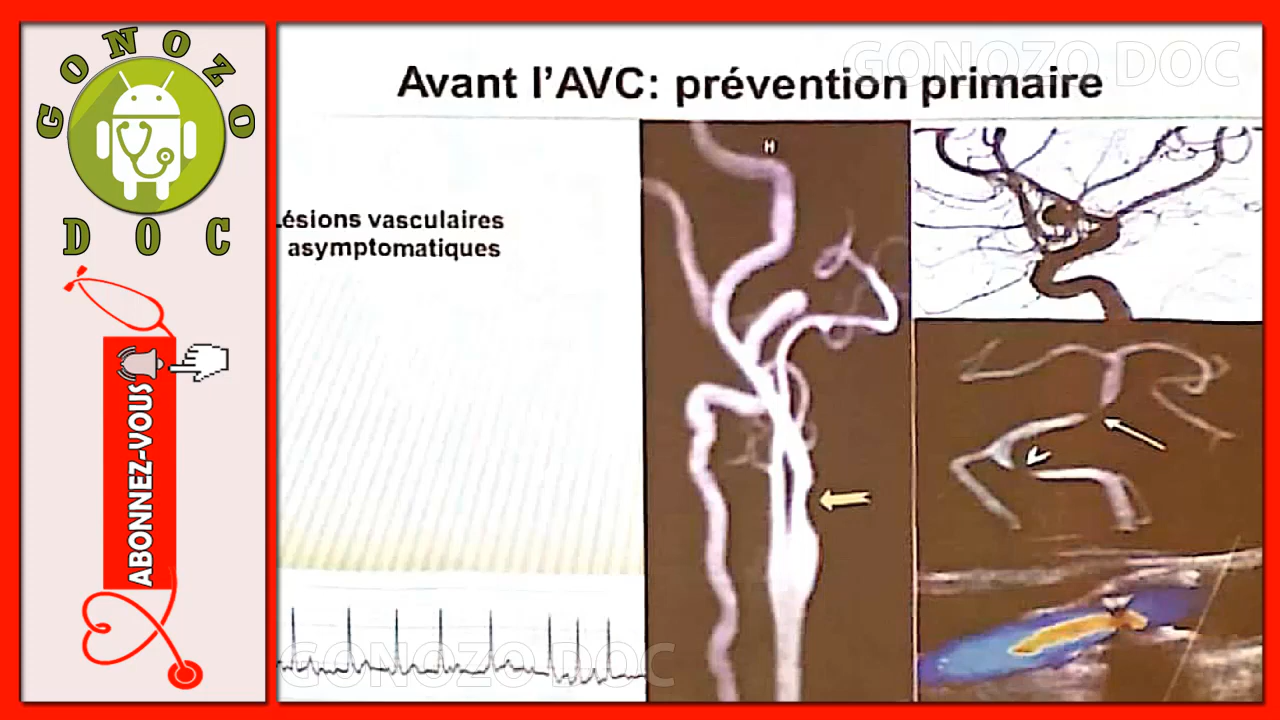 GONOZO
DOC
ABONNEZ-VOUS
GONOZO DOC
Avant l'AVC: prévention primaire
Lésions vasculaires
asymptomatiques
H
GONOZO DOC